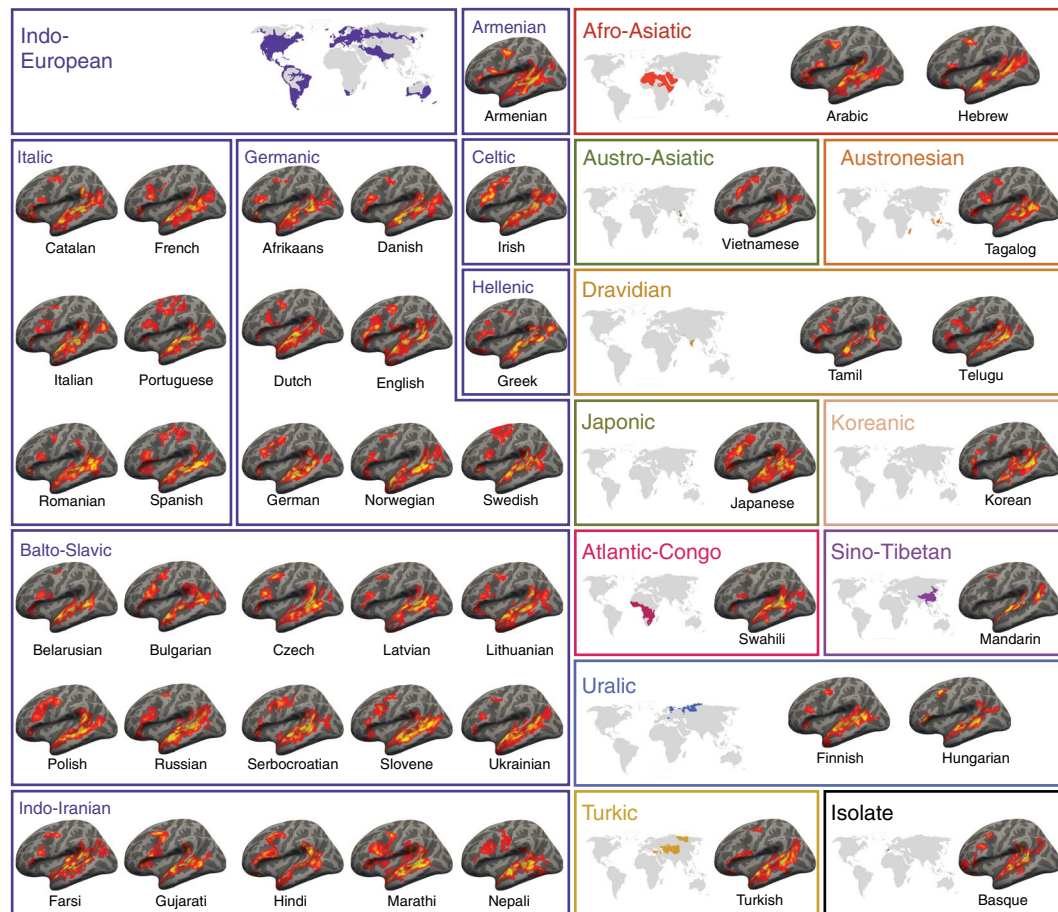 Indo-
European
Armenian
Armenian
Afro-Asiatic
Arabic
Hebrew
Italic
Catalan
French
Italian
Portuguese
Romanian
Spanish
Germanic
Afrikaans
Danish
Dutch
English
German
Norwegian
Swedish
Celtic
Irish
Hellenic
Greek
Austro-Asiatic
Vietnamese
Austronesian
Tagalog
Dravidian
Tamil
Telugu
Japonic
Japanese
Koreanic
Korean
Balto-Slavic
Belarusian
Bulgarian
Czech
Latvian
Lithuanian
Polish
Russian
Serbocroatian
Slovene
Ukrainian
Atlantic-Congo
Swahili
Sino-Tibetan
Mandarin
Uralic
Finnish
Hungarian
Indo-Iranian
Farsi
Gujarati
Hindi
Marathi
Nepali
Turkic
Turkish
Isolate
Basque